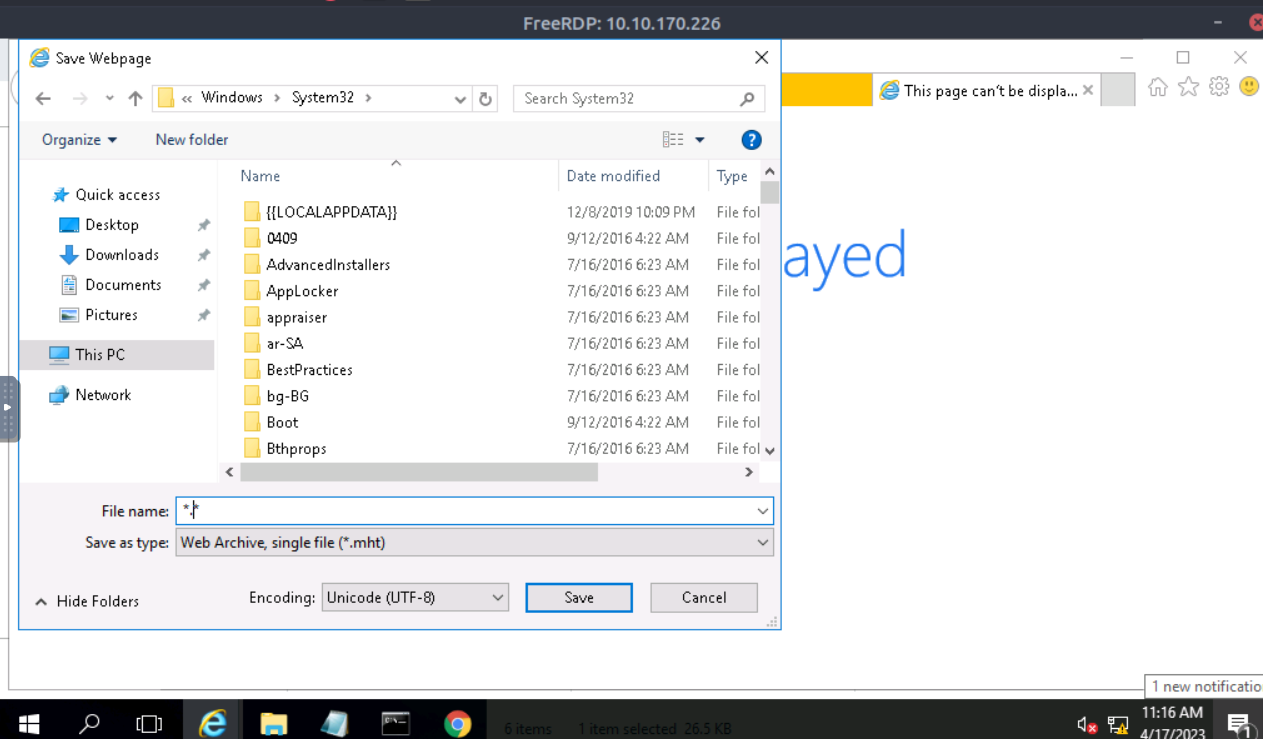 FreeRDP: 10.10.170.226
Save Webpage
« Windows > System32 >
Search System32
This page can't be displa...
Organize
New folder
Name
Date modified
Type
Quick access
Desktop
Downloads
Documents
Pictures
This PC
Network
{{LOCALAPPDATA}} 12/8/2019 10:09 PM File fol
0409 9/12/2016 4:22 AM File fol
AdvancedInstallers 7/16/2016 6:23 AM File fol
AppLocker 7/16/2016 6:23 AM File fol
appraiser 7/16/2016 6:23 AM File fol
ar-SA 7/16/2016 6:23 AM File fol
BestPractices 7/16/2016 6:23 AM File fol
bg-BG 7/16/2016 6:23 AM File fol
Boot 9/12/2016 4:22 AM File fol
Bthprops 7/16/2016 6:23 AM File fol
ayed
File name: *.*
Save as type: Web Archive, single file (*.mht)
Hide Folders
Encoding: Unicode (UTF-8)
Save
Cancel
1 new notificatio
6 items 1 item selected 26.5 KB
11:16 AM
4/17/2023
1